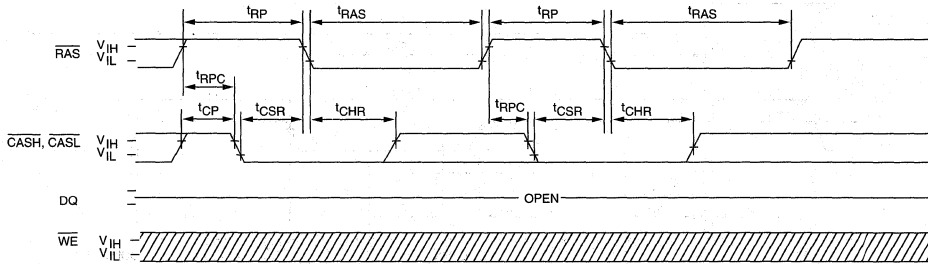 tRP tRAS tRP tRAS
RAS VIH
VIL
tRPC
tCP tCSR tCHR tRPC tCSR tCHR
CASH, CASL VIH
VIL
DQ OPEN
WE VIH
VIL